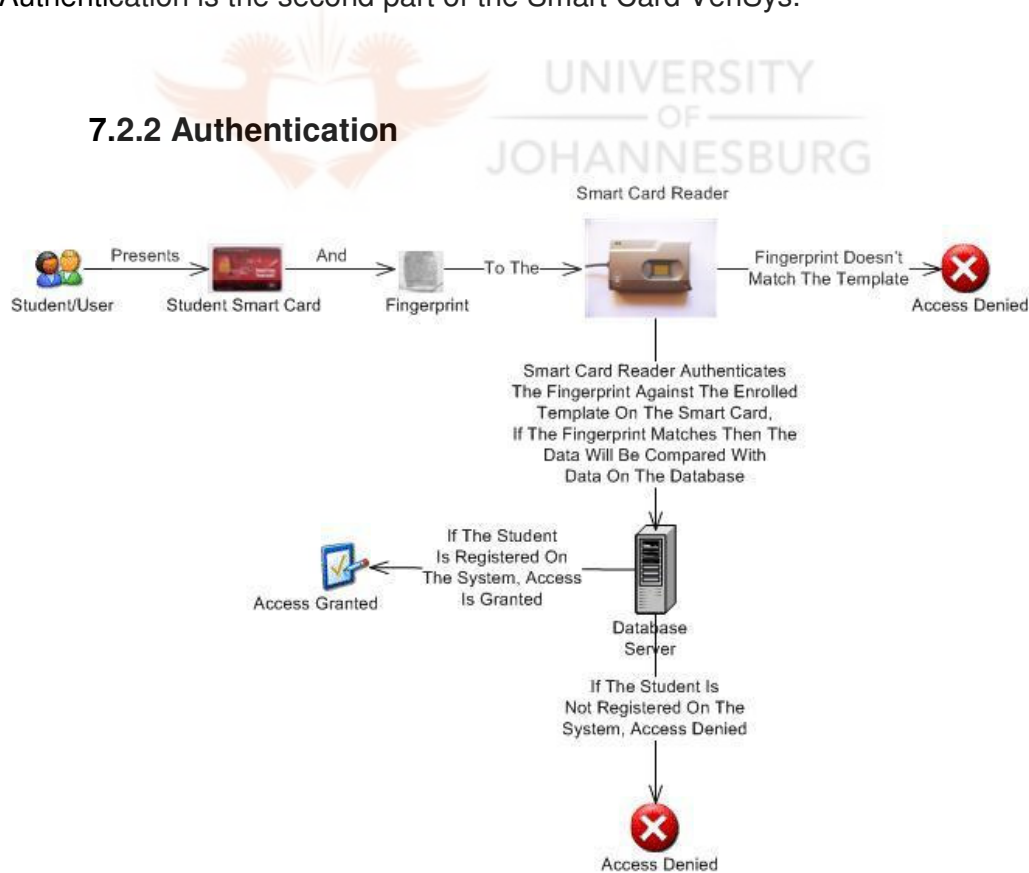 Authentication is the second part of the Smart Card VeriSys.
UNIVERSITY
OF
JOHANNESBURG
7.2.2 Authentication
Smart Card Reader
Presents
And
To The
Fingerprint Doesn't
Match The Template
Student/User
Student Smart Card
Fingerprint
Access Denied
Smart Card Reader Authenticates
The Fingerprint Against The Enrolled
Template On The Smart Card,
If The Fingerprint Matches Then The
Data Will Be Compared With
Data On The Database
If The Student
Is Registered On
The System, Access
Is Granted
Access Granted
Database
Server
If The Student Is
Not Registered On The
System, Access Denied
Access Denied